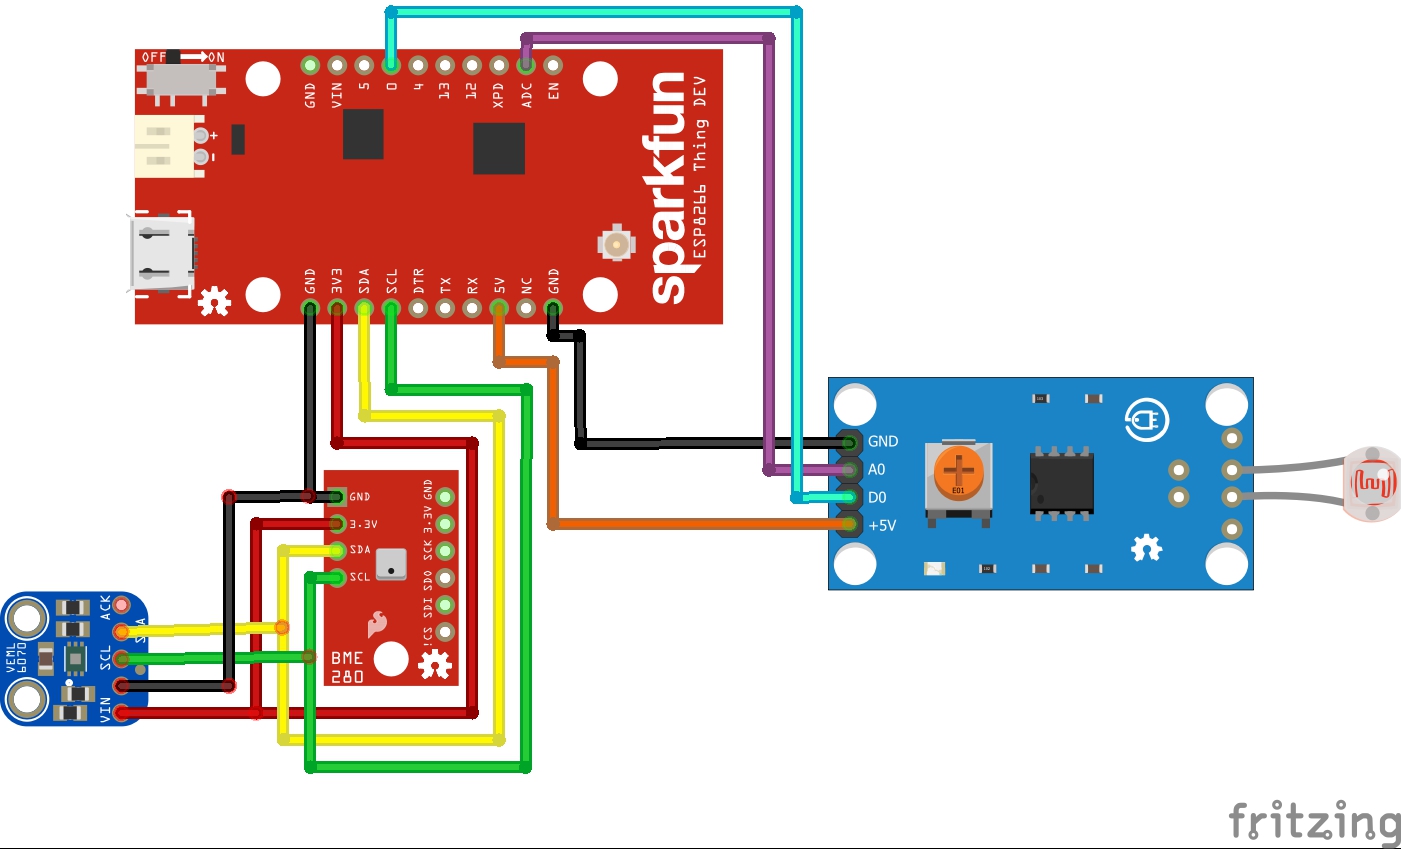 OFF
ON
GND
VIN
5
0
4
13
12
XPD
ADC
EN
sparkfun
ESP8266 Thing DEV
GND
3V3
SDA
SCL
DTR
TX
RX
5V
NC
GND
GND
A0
D0
+5V
E01
GND
3.3V
SDA
SCL
GND
3.3V
SCK
SDO
SDI
!CS
BME
280
ACK
SCL
VIN
VEML
6070
+
-
fritzing